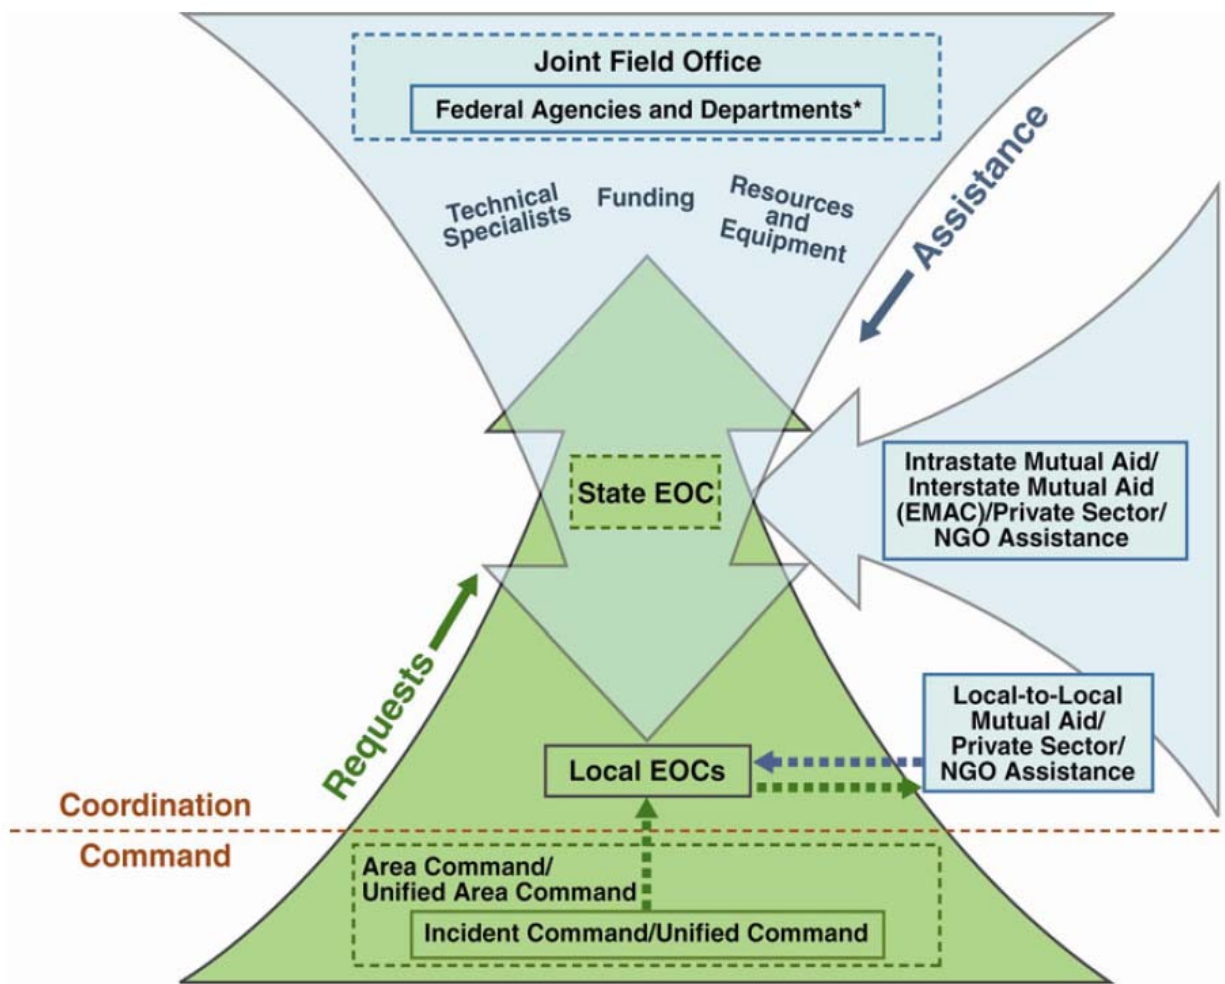 Joint Field Office
Federal Agencies and Departments*
Technical
Specialists
Funding
Resources
and
Equipment
Assistance
State EOC
Intrastate Mutual Aid/
Interstate Mutual Aid
(EMAC)/Private Sector/
NGO Assistance
Requests
Local-to-Local
Mutual Aid/
Private Sector/
NGO Assistance
Local EOCs
Coordination
Command
Area Command/
Unified Area Command
Incident Command/Unified Command